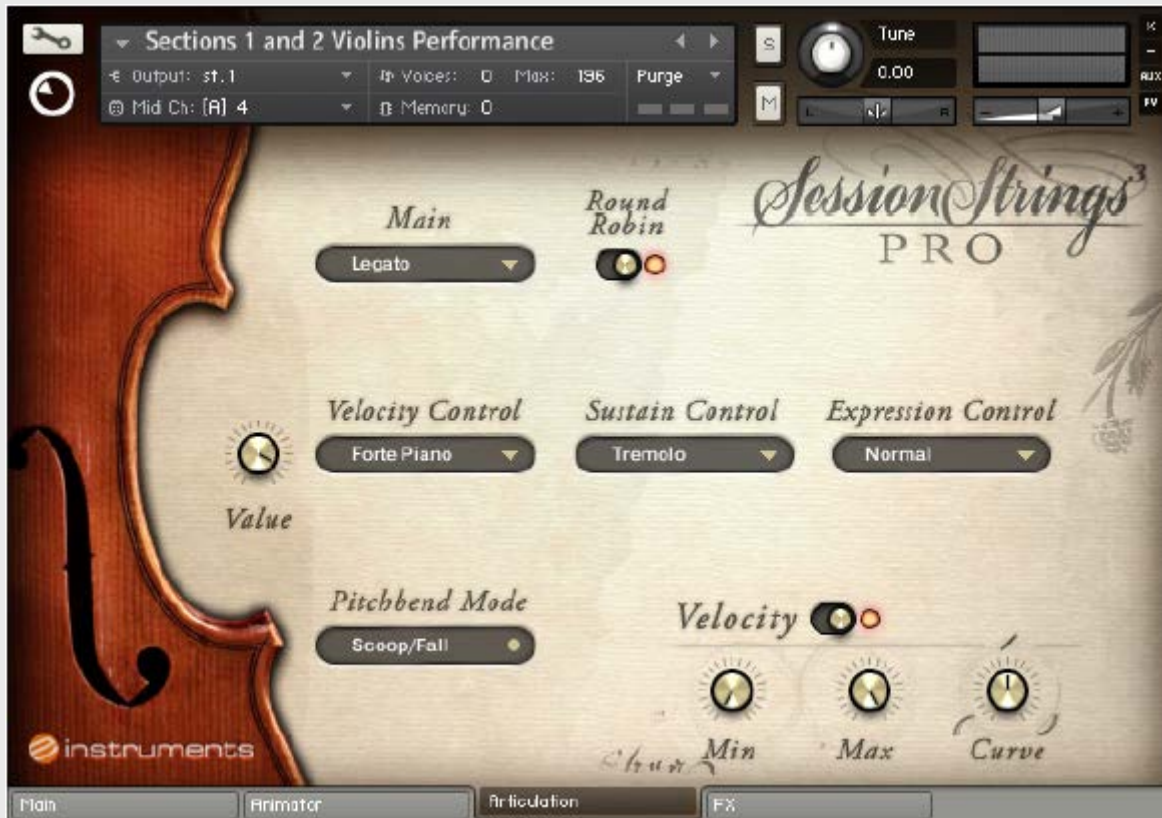 Sections 1 and 2 Violins Performance
S
Tune
Output: st.1
Voices: 0 Max: 196
Purge
0.00
AUX
Midi Ch: [A] 4
Memory: 0
M
L
R
PV
Session Strings³
PRO
Main
Round
Robin
Legato
Velocity Control
Sustain Control
Expression Control
Forte Piano
Tremolo
Normal
Value
Pitchbend Mode
Velocity
Scoop/Fall
Min
Max
Curve
instruments
Main
Animator
Articulation
FX